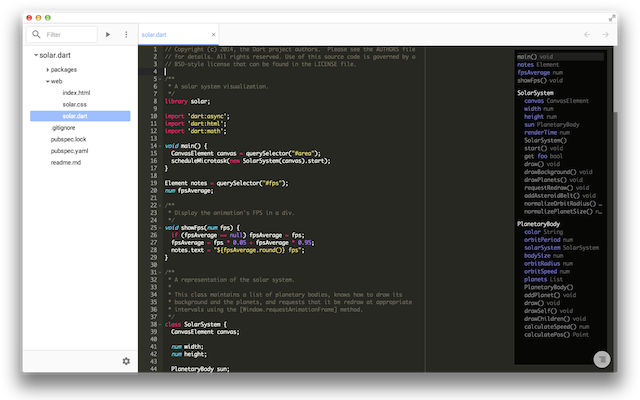 Filter
solar.dart
solar.dart
packages
web
index.html
solar.css
solar.dart
.gitignore
pubspec.lock
pubspec.yaml
readme.md
1 // Copyright (c) 2014, the Dart project authors. Please see the AUTHORS file
2 // for details. All rights reserved. Use of this source code is governed by a
3 // BSD-style license that can be found in the LICENSE file.
4
5 /**
6 * A solar system visualization.
7 */
8 library solar;
9
10 import 'dart:async';
11 import 'dart:html';
12 import 'dart:math';
13
14 void main() {
15 CanvasElement canvas = querySelector("#area");
16 scheduleMicrotask(new SolarSystem(canvas).start);
17 }
18
19 Element notes = querySelector("#fps");
20 num fpsAverage;
21
22 /**
23 * Display the animation's FPS in a div.
24 */
25 void showFps(num fps) {
26 if (fpsAverage == null) fpsAverage = fps;
27 fpsAverage = fps * 0.05 + fpsAverage * 0.95;
28 notes.text = "${fpsAverage.round()} fps";
29 }
30
31 /**
32 * A representation of the solar system.
33 *
34 * This class maintains a list of planetary bodies, knows how to draw its
35 * background and the planets, and requests that it be redraw at appropriate
36 * intervals using the [Window.requestAnimationFrame] method.
37 */
38 class SolarSystem {
39 CanvasElement canvas;
40
41 num width;
42 num height;
43
44 PlanetaryBody sun;
main() void
notes Element
fpsAverage num
showFps() void
SolarSystem
canvas CanvasElement
width num
height num
sun PlanetaryBody
renderTime num
SolarSystem()
start() void
get foo bool
draw() void
drawBackground() void
drawPlanets() void
requestRedraw() void
addAsteroidBelt() void
normalizeOrbitRadius() ...
normalizePlanetSize() n...
PlanetaryBody
color String
orbitPeriod num
solarSystem SolarSystem
bodySize num
orbitRadius num
orbitSpeed num
planets List
PlanetaryBody()
addPlanet() void
draw() void
drawSelf() void
drawChildren() void
calculateSpeed() num
calculatePos() Point